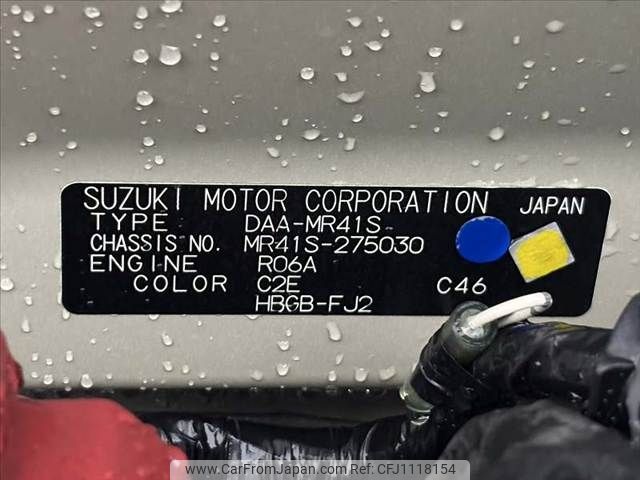 SUZUKI MOTOR CORPORATION JAPAN
TYPE DAA-MR41S
CHASSIS NO. MR41S-275030
ENGINE R06A
COLOR C2E C46
HBGB-FJ2
www.CarFromJapan.com REF:CFJ1118154